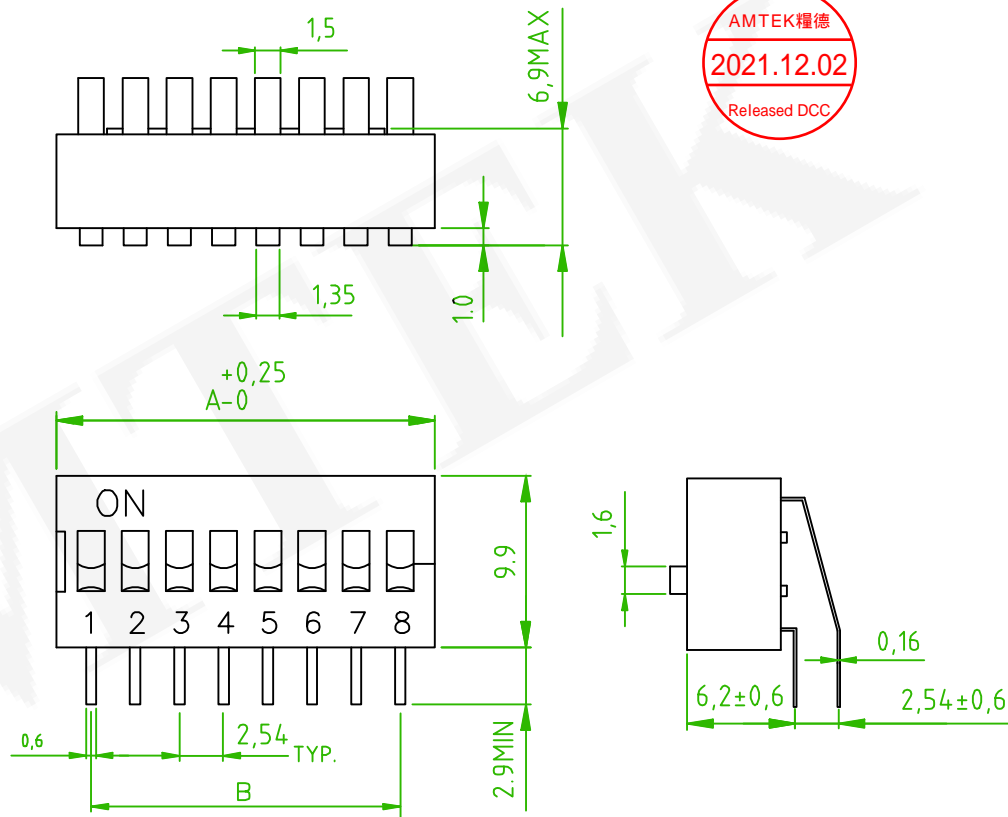 1,5
6,9MAX
AMTEK糧德
2021.12.02
Released DCC
1,35
1.0
+0,25
A-0
ON
1 2 3 4 5 6 7 8
9.9
1,6
0,16
6,2±0,6
2,54±0,6
0,6
2,54
TYP.
2.9MIN
B
AMTEK